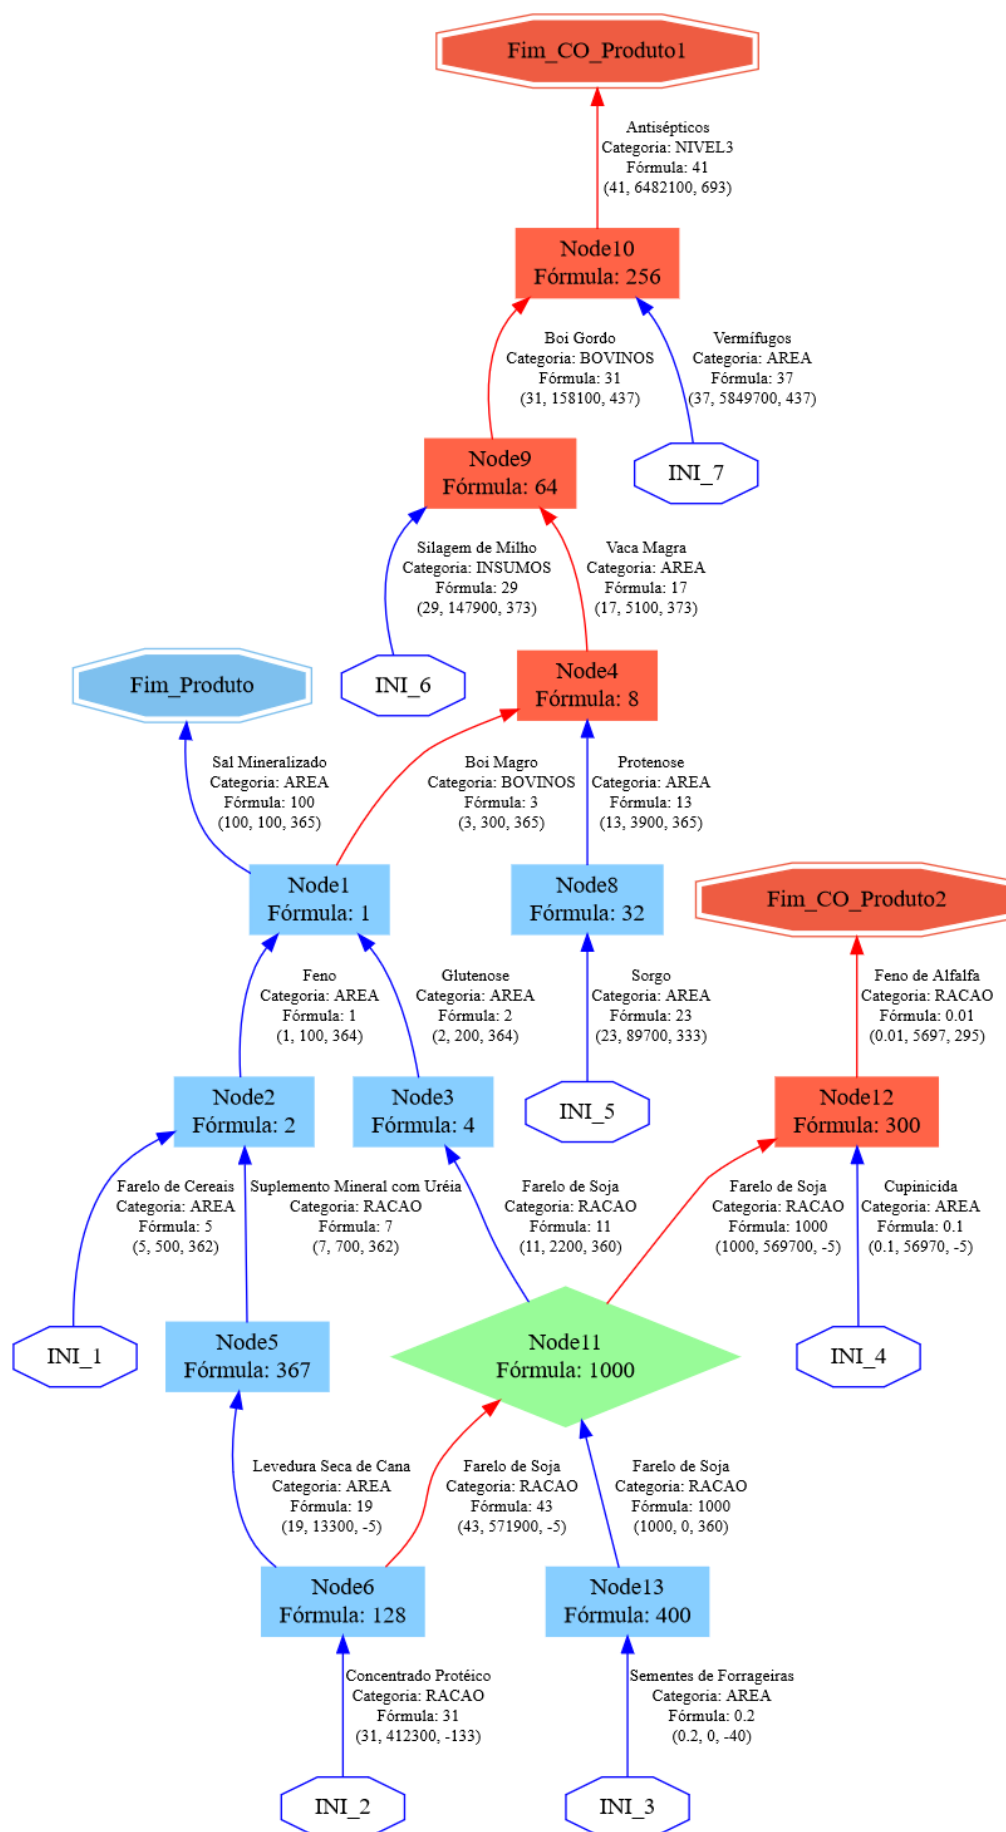 Fim_CO_Produto1
Antisépticos
Categoria: NIVEL3
Fórmula: 41
(41, 6482100, 693)
Node10
Fórmula: 256
Boi Gordo
Categoria: BOVINOS
Fórmula: 31
(31, 158100, 437)
Vermífugos
Categoria: AREA
Fórmula: 37
(37, 5849700, 437)
Node9
Fórmula: 64
INI_7
Silagem de Milho
Categoria: INSUMOS
Fórmula: 29
(29, 147900, 373)
Vaca Magra
Categoria: AREA
Fórmula: 17
(17, 5100, 373)
Fim_Produto
INI_6
Node4
Fórmula: 8
Sal Mineralizado
Categoria: AREA
Fórmula: 100
(100, 100, 365)
Boi Magro
Categoria: BOVINOS
Fórmula: 3
(3, 300, 365)
Protenose
Categoria: AREA
Fórmula: 13
(13, 3900, 365)
Node1
Fórmula: 1
Node8
Fórmula: 32
Fim_CO_Produto2
Feno
Categoria: AREA
Fórmula: 1
(1, 100, 364)
Glutenose
Categoria: AREA
Fórmula: 2
(2, 200, 364)
Sorgo
Categoria: AREA
Fórmula: 23
(23, 89700, 333)
Feno de Alfalfa
Categoria: RACAO
Fórmula: 0.01
(0.01, 5697, 295)
Node2
Fórmula: 2
Node3
Fórmula: 4
INI_5
Node12
Fórmula: 300
Farelo de Cereais
Categoria: AREA
Fórmula: 5
(5, 500, 362)
Suplemento Mineral com Uréia
Categoria: RACAO
Fórmula: 7
(7, 700, 362)
Farelo de Soja
Categoria: RACAO
Fórmula: 11
(11, 2200, 360)
Farelo de Soja
Categoria: RACAO
Fórmula: 1000
(1000, 569700, -5)
Cupinicida
Categoria: AREA
Fórmula: 0.1
(0.1, 56970, -5)
INI_1
Node5
Fórmula: 367
Node11
Fórmula: 1000
INI_4
Levedura Seca de Cana
Categoria: AREA
Fórmula: 19
(19, 13300, -5)
Farelo de Soja
Categoria: RACAO
Fórmula: 43
(43, 571900, -5)
Farelo de Soja
Categoria: RACAO
Fórmula: 1000
(1000, 0, 360)
Node6
Fórmula: 128
Node13
Fórmula: 400
Concentrado Protéico
Categoria: RACAO
Fórmula: 31
(31, 412300, -133)
Sementes de Forrageiras
Categoria: AREA
Fórmula: 0.2
(0.2, 0, -40)
INI_2
INI_3